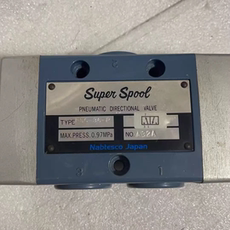 Super Spool
PNEUMATIC DIRECTIONAL VALVE
TYPE
MAX.PRESS. 0.97MPa NO.
Nabtesco Japan